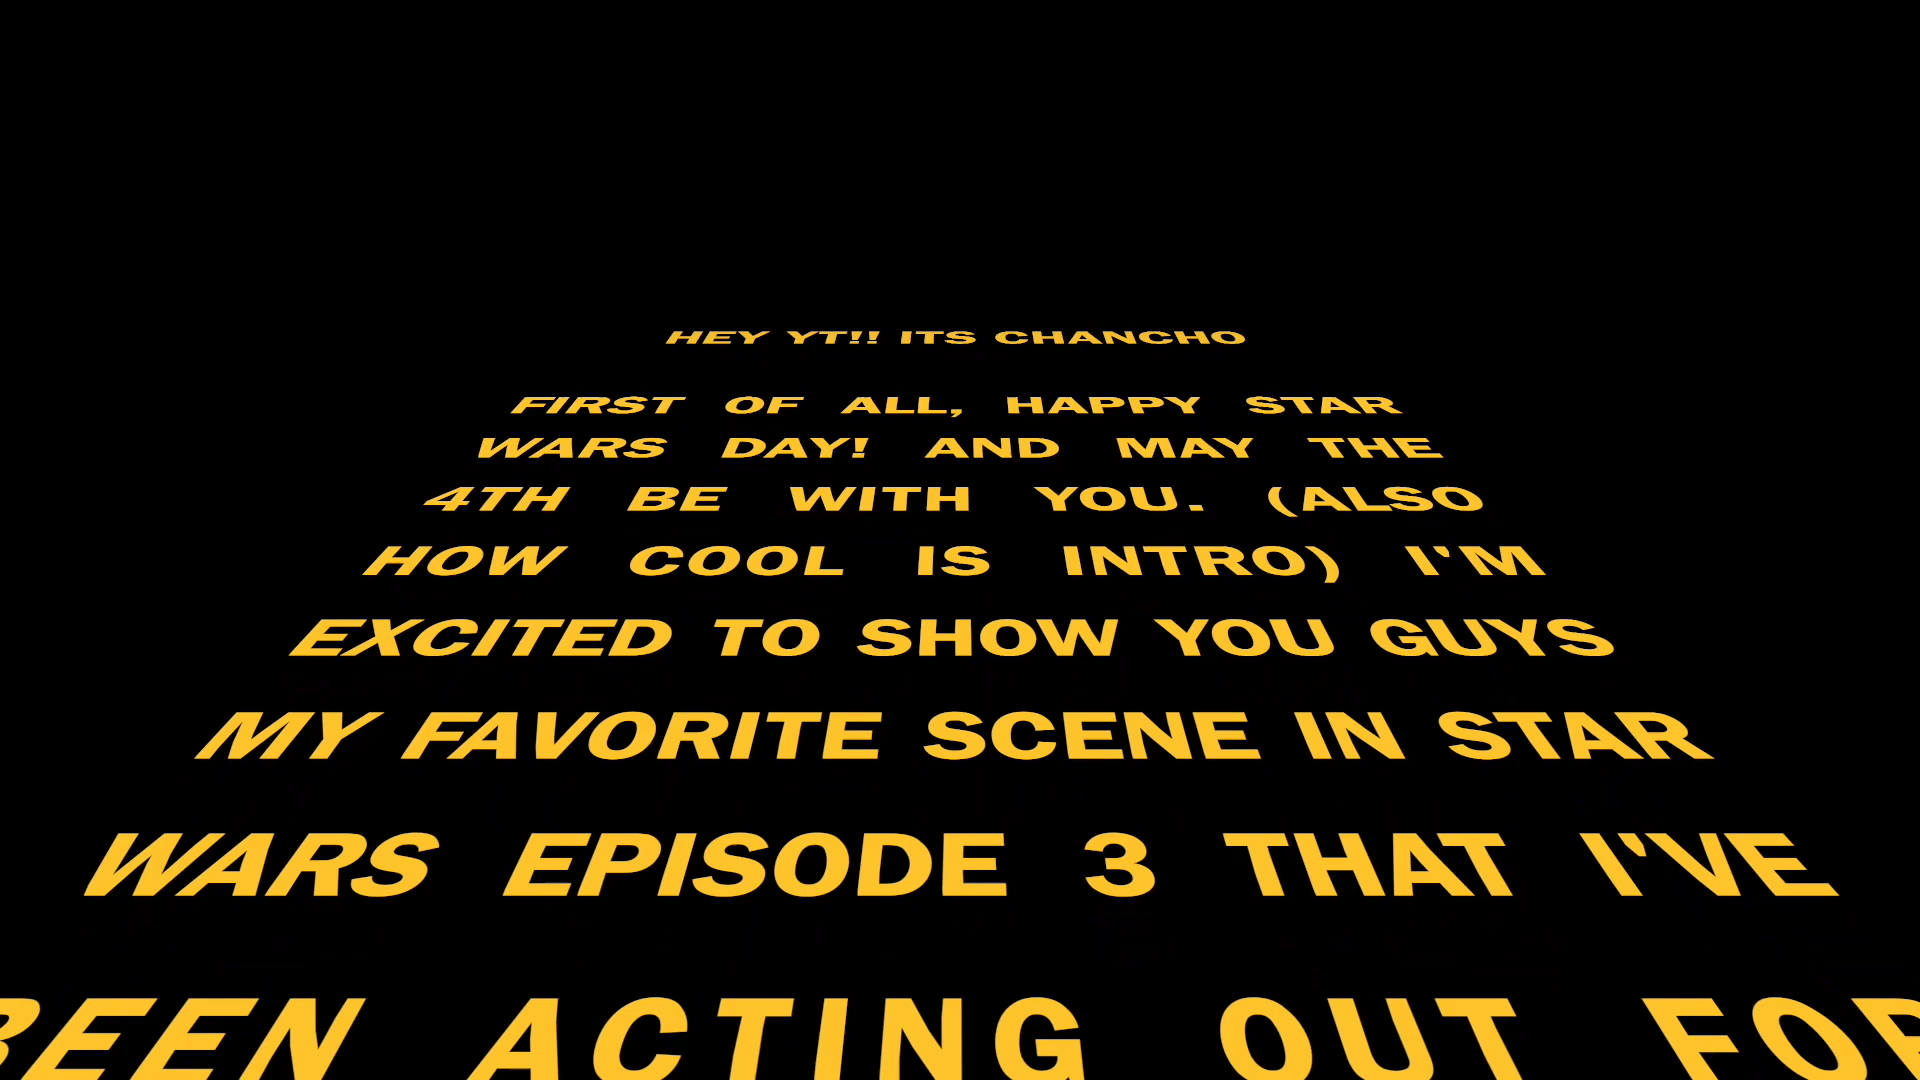 HEY YT!! ITS CHANCHO
FIRST OF ALL, HAPPY STAR
WARS DAY! AND MAY THE
4TH BE WITH YOU. (ALSO
HOW COOL IS INTRO) I'M
EXCITED TO SHOW YOU GUYS
MY FAVORITE SCENE IN STAR
WARS EPISODE 3 THAT I'VE
BEEN ACTING OUT FOR